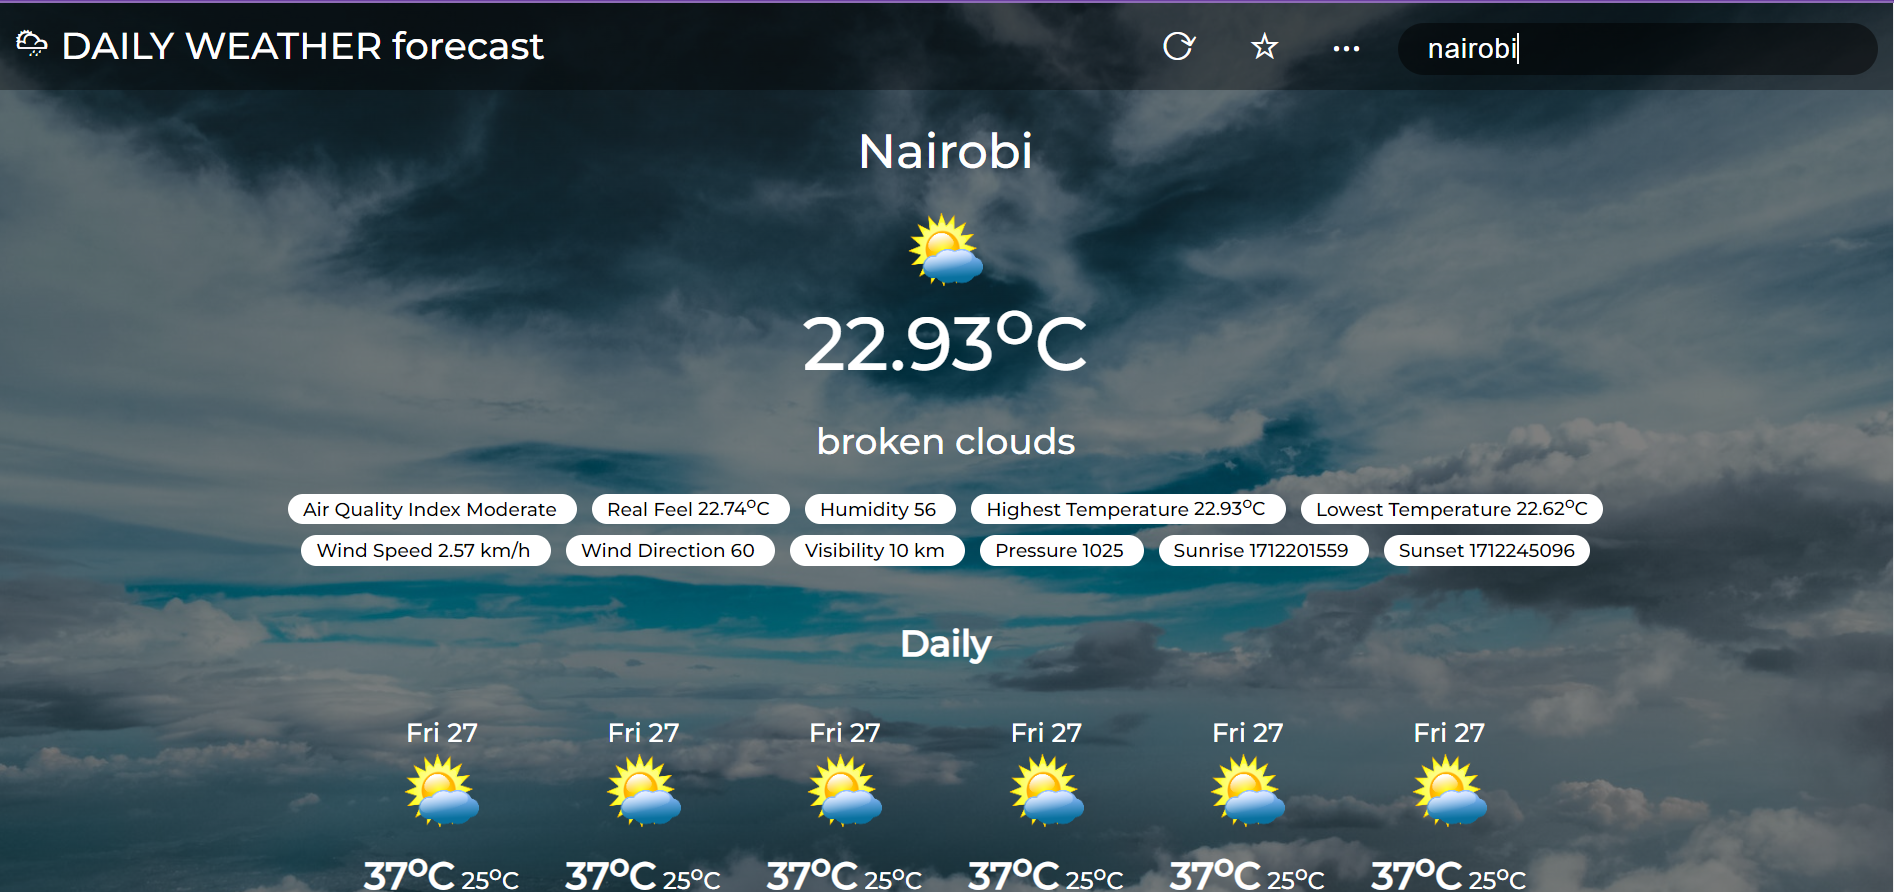 DAILY WEATHER forecast
nairobi
Nairobi
22.93°C
broken clouds
Air Quality Index Moderate Real Feel 22.74°C Humidity 56 Highest Temperature 22.93°C Lowest Temperature 22.62°C
Wind Speed 2.57 km/h Wind Direction 60 Visibility 10 km Pressure 1025 Sunrise 1712201559 Sunset 1712245096
Daily
Fri 27 Fri 27 Fri 27 Fri 27 Fri 27 Fri 27
37°C 25°C 37°C 25°C 37°C 25°C 37°C 25°C 37°C 25°C 37°C 25°C